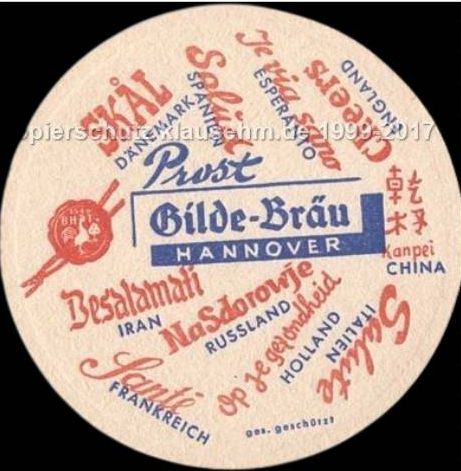 SKÅL
DÄNEMARK
Salud
SPANIEN
Je via sano
ESPERANTO
Cheers
ENGLAND
opierschutz klausehm.de 1999-2017
Prost
Gilde-Bräu
HANNOVER
乾
杯
Kanpei
CHINA
Besalamati
IRAN
NaSdorowje
RUSSLAND
Op je gezondheid
HOLLAND
Salute
ITALIEN
Santé
FRANKREICH
ges. geschützt